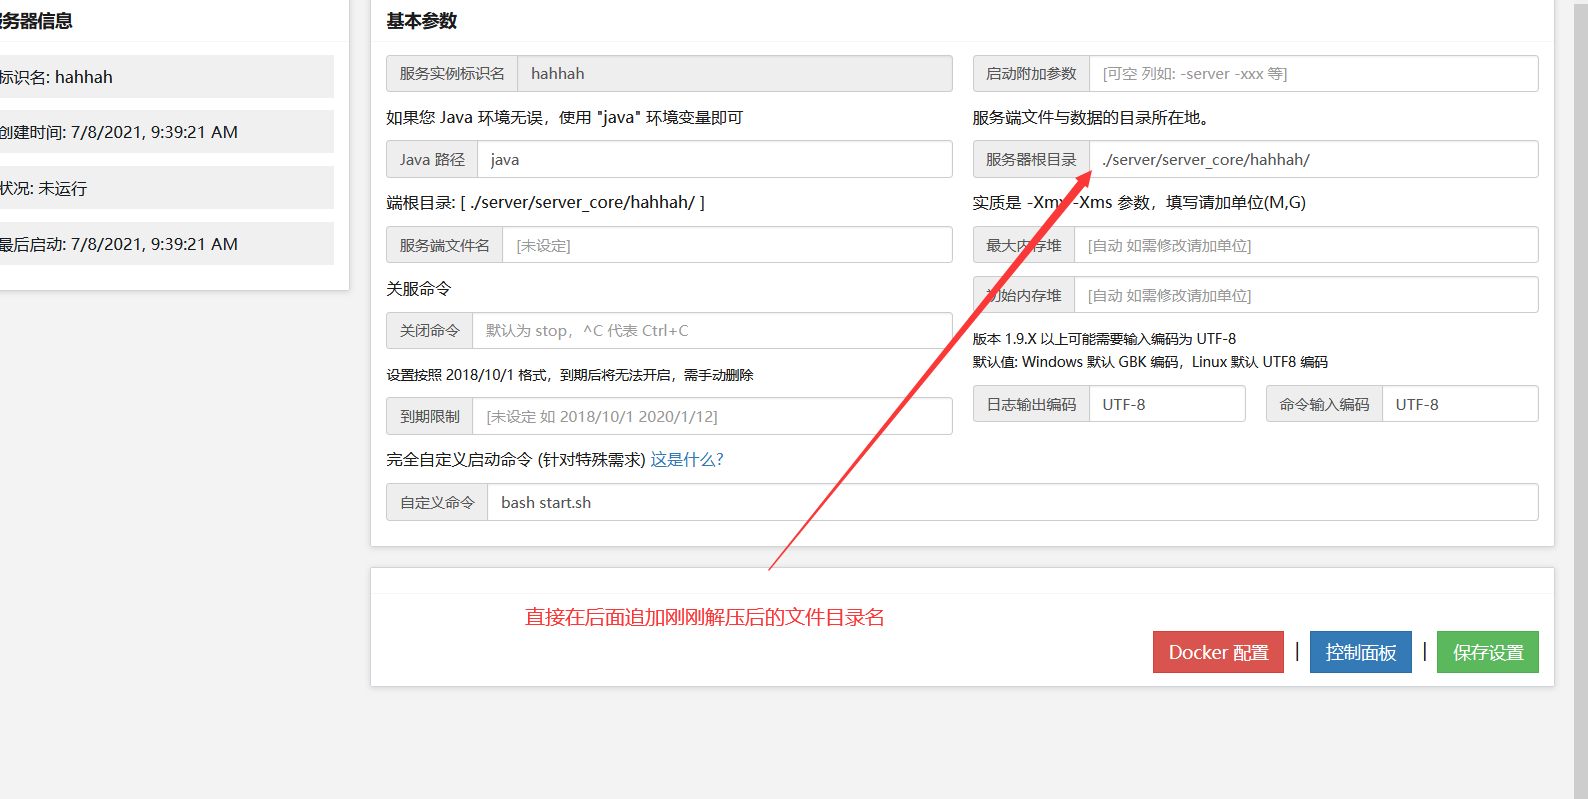 服务器信息
标识名: hahhah
创建时间: 7/8/2021, 9:39:21 AM
状况: 未运行
最后启动: 7/8/2021, 9:39:21 AM
基本参数
服务实例标识名 hahhah
启动附加参数 [可空 列如: -server -xxx 等]
如果您 Java 环境无误，使用 "java" 环境变量即可
服务端文件与数据的目录所在地。
Java 路径 java
服务器根目录 ./server/server_core/hahhah/
端根目录: [ ./server/server_core/hahhah/ ]
实质是 -Xmx -Xms 参数，填写请加单位(M,G)
服务端文件名 [未设定]
最大内存堆 [自动 如需修改请加单位]
关服命令
初始内存堆 [自动 如需修改请加单位]
关闭命令 默认为 stop，^C 代表 Ctrl+C
版本 1.9.X 以上可能需要输入编码为 UTF-8
默认值: Windows 默认 GBK 编码，Linux 默认 UTF8 编码
设置按照 2018/10/1 格式，到期后将无法开启，需手动删除
到期限制 [未设定 如 2018/10/1 2020/1/12]
日志输出编码 UTF-8
命令输入编码 UTF-8
完全自定义启动命令 (针对特殊需求) 这是什么?
自定义命令 bash start.sh
直接在后面追加刚刚解压后的文件目录名
Docker 配置 | 控制面板 | 保存设置